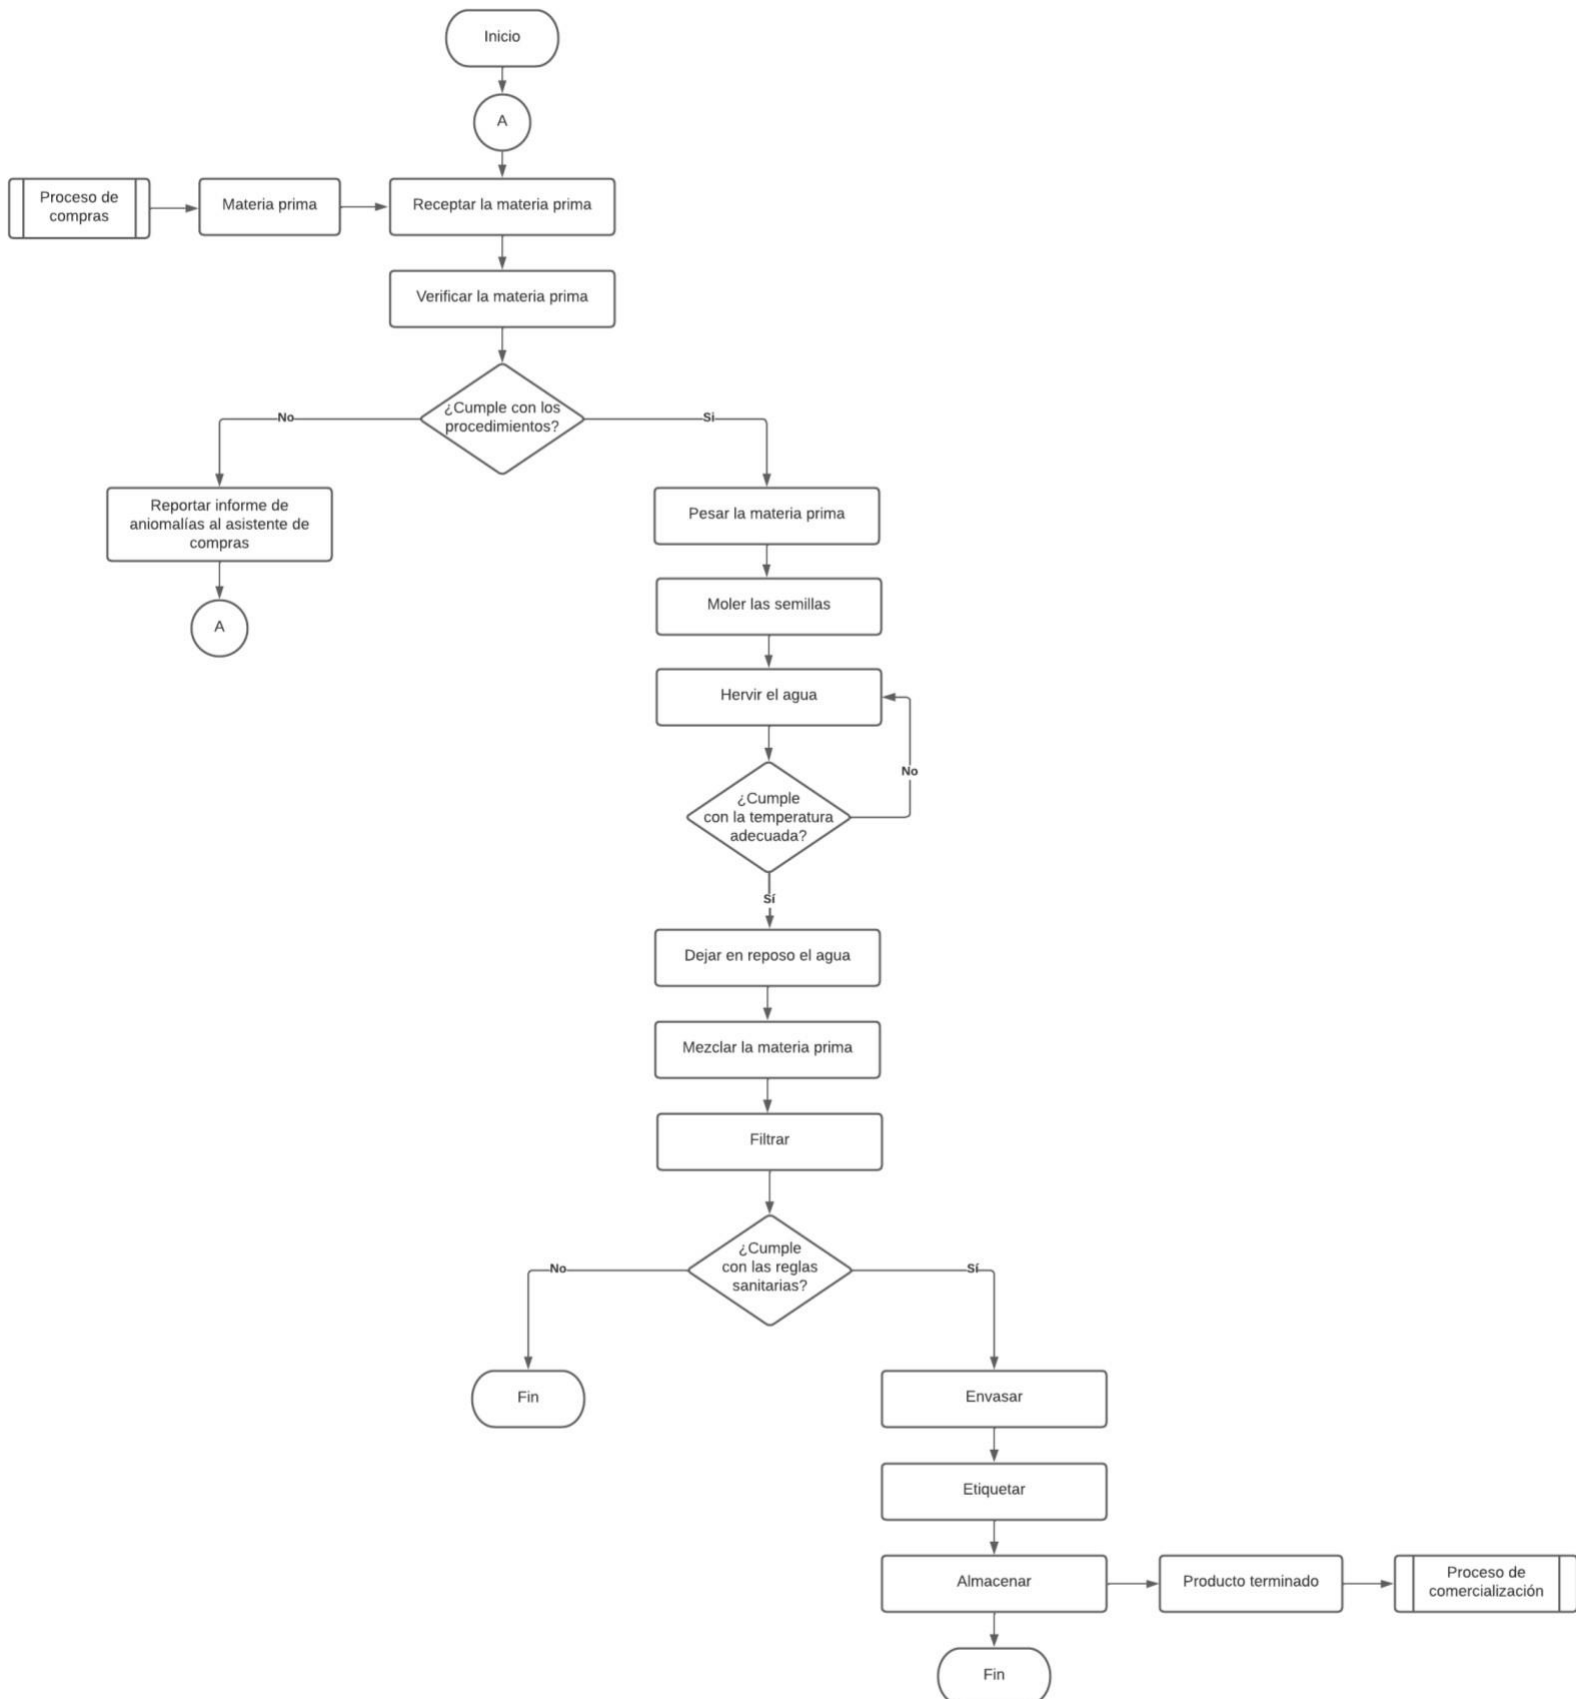 Inicio
A
Proceso de
compras
Materia prima
Receptar la materia prima
Verificar la materia prima
¿Cumple con los
procedimientos?
No
Si
Reportar informe de
aniomalías al asistente de
compras
A
Pesar la materia prima
Moler las semillas
Hervir el agua
No
¿Cumple
con la temperatura
adecuada?
Sí
Dejar en reposo el agua
Mezclar la materia prima
Filtrar
¿Cumple
con las reglas
sanitarias?
No
Sí
Fin
Envasar
Etiquetar
Almacenar
Producto terminado
Proceso de
comercialización
Fin